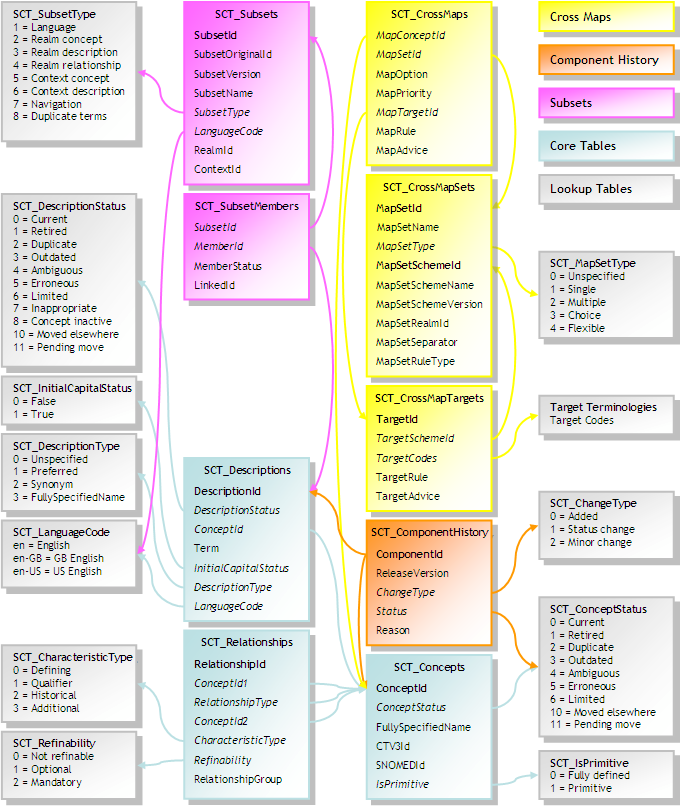 SCT_SubsetType
1 = Language
2 = Realm concept
3 = Realm description
4 = Realm relationship
5 = Context concept
6 = Context description
7 = Navigation
8 = Duplicate terms
SCT_DescriptionStatus
0 = Current
1 = Retired
2 = Duplicate
3 = Outdated
4 = Ambiguous
5 = Erroneous
6 = Limited
7 = Inappropriate
8 = Concept inactive
10 = Moved elsewhere
11 = Pending move
SCT_InitialCapitalStatus
0 = False
1 = True
SCT_DescriptionType
0 = Unspecified
1 = Preferred
2 = Synonym
3 = FullySpecifiedName
SCT_LanguageCode
en = English
en-GB = GB English
en-US = US English
SCT_CharacteristicType
0 = Defining
1 = Qualifier
2 = Historical
3 = Additional
SCT_Refinability
0 = Not refinable
1 = Optional
2 = Mandatory
SCT_Subsets
SubsetId
SubsetOriginalId
SubsetVersion
SubsetName
SubsetType
LanguageCode
RealmId
ContextId
SCT_SubsetMembers
SubsetId
MemberId
MemberStatus
LinkedId
SCT_Descriptions
DescriptionId
DescriptionStatus
ConceptId
Term
InitialCapitalStatus
DescriptionType
LanguageCode
SCT_Relationships
RelationshipId
ConceptId1
RelationshipType
ConceptId2
CharacteristicType
Refinability
RelationshipGroup
SCT_CrossMaps
MapConceptId
MapSetId
MapOption
MapPriority
MapTargetId
MapRule
MapAdvice
SCT_CrossMapSets
MapSetId
MapSetName
MapSetType
MapSetSchemeId
MapSetSchemeName
MapSetSchemeVersion
MapSetRealmId
MapSetSeparator
MapSetRuleType
SCT_CrossMapTargets
TargetId
TargetSchemeId
TargetCodes
TargetRule
TargetAdvice
SCT_ComponentHistory
ComponentId
ReleaseVersion
ChangeType
Status
Reason
SCT_Concepts
ConceptId
ConceptStatus
FullySpecifiedName
CTV3Id
SNOMEDId
IsPrimitive
Cross Maps
Component History
Subsets
Core Tables
Lookup Tables
SCT_MapSetType
0 = Unspecified
1 = Single
2 = Multiple
3 = Choice
4 = Flexible
Target Terminologies
Target Codes
SCT_ChangeType
0 = Added
1 = Status change
2 = Minor change
SCT_ConceptStatus
0 = Current
1 = Retired
2 = Duplicate
3 = Outdated
4 = Ambiguous
5 = Erroneous
6 = Limited
10 = Moved elsewhere
11 = Pending move
SCT_IsPrimitive
0 = Fully defined
1 = Primitive